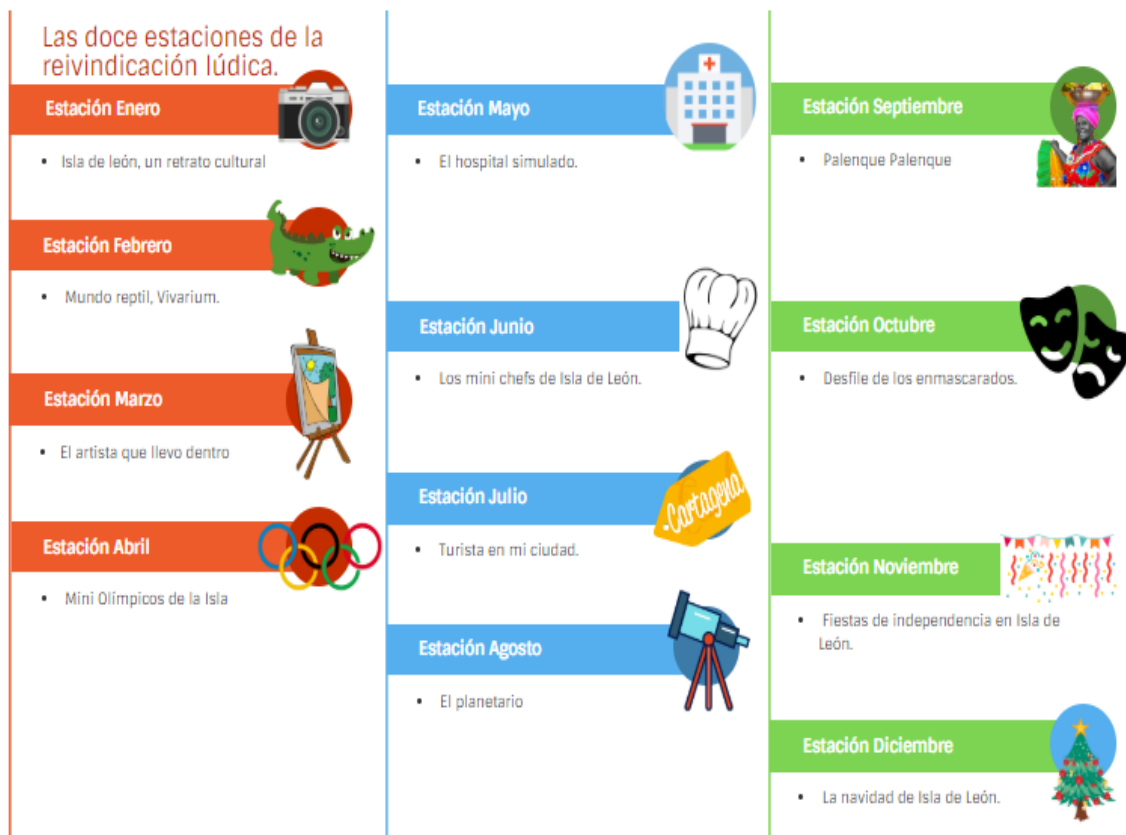 Las doce estaciones de la
reivindicación lúdica.
Estación Enero
• Isla de león, un retrato cultural
Estación Febrero
• Mundo reptil, Vivarium.
Estación Marzo
• El artista que llevo dentro
Estación Abril
• Mini Olímpicos de la Isla
Estación Mayo
• El hospital simulado.
Estación Junio
• Los mini chefs de Isla de León.
Estación Julio
Cartagena
• Turista en mi ciudad.
Estación Agosto
• El planetario
Estación Septiembre
• Palenque Palenque
Estación Octubre
• Desfile de los enmascarados.
Estación Noviembre
• Fiestas de independencia en Isla de
León.
Estación Diciembre
• La navidad de Isla de León.